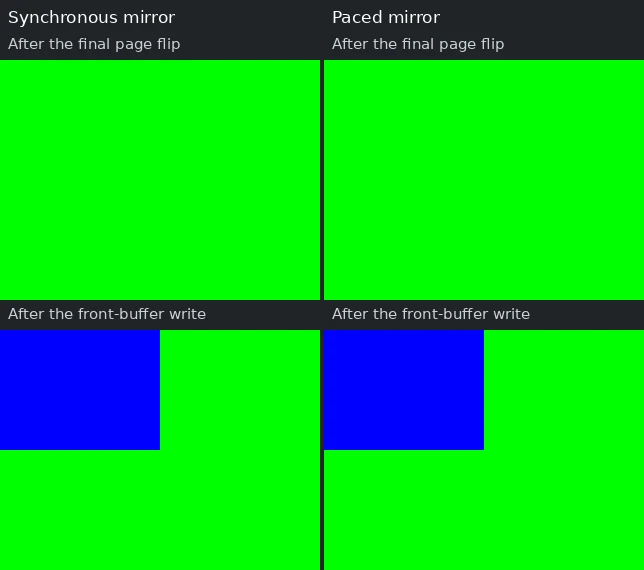 Synchronous mirror
After the final page flip
Paced mirror
After the final page flip
After the front-buffer write
After the front-buffer write